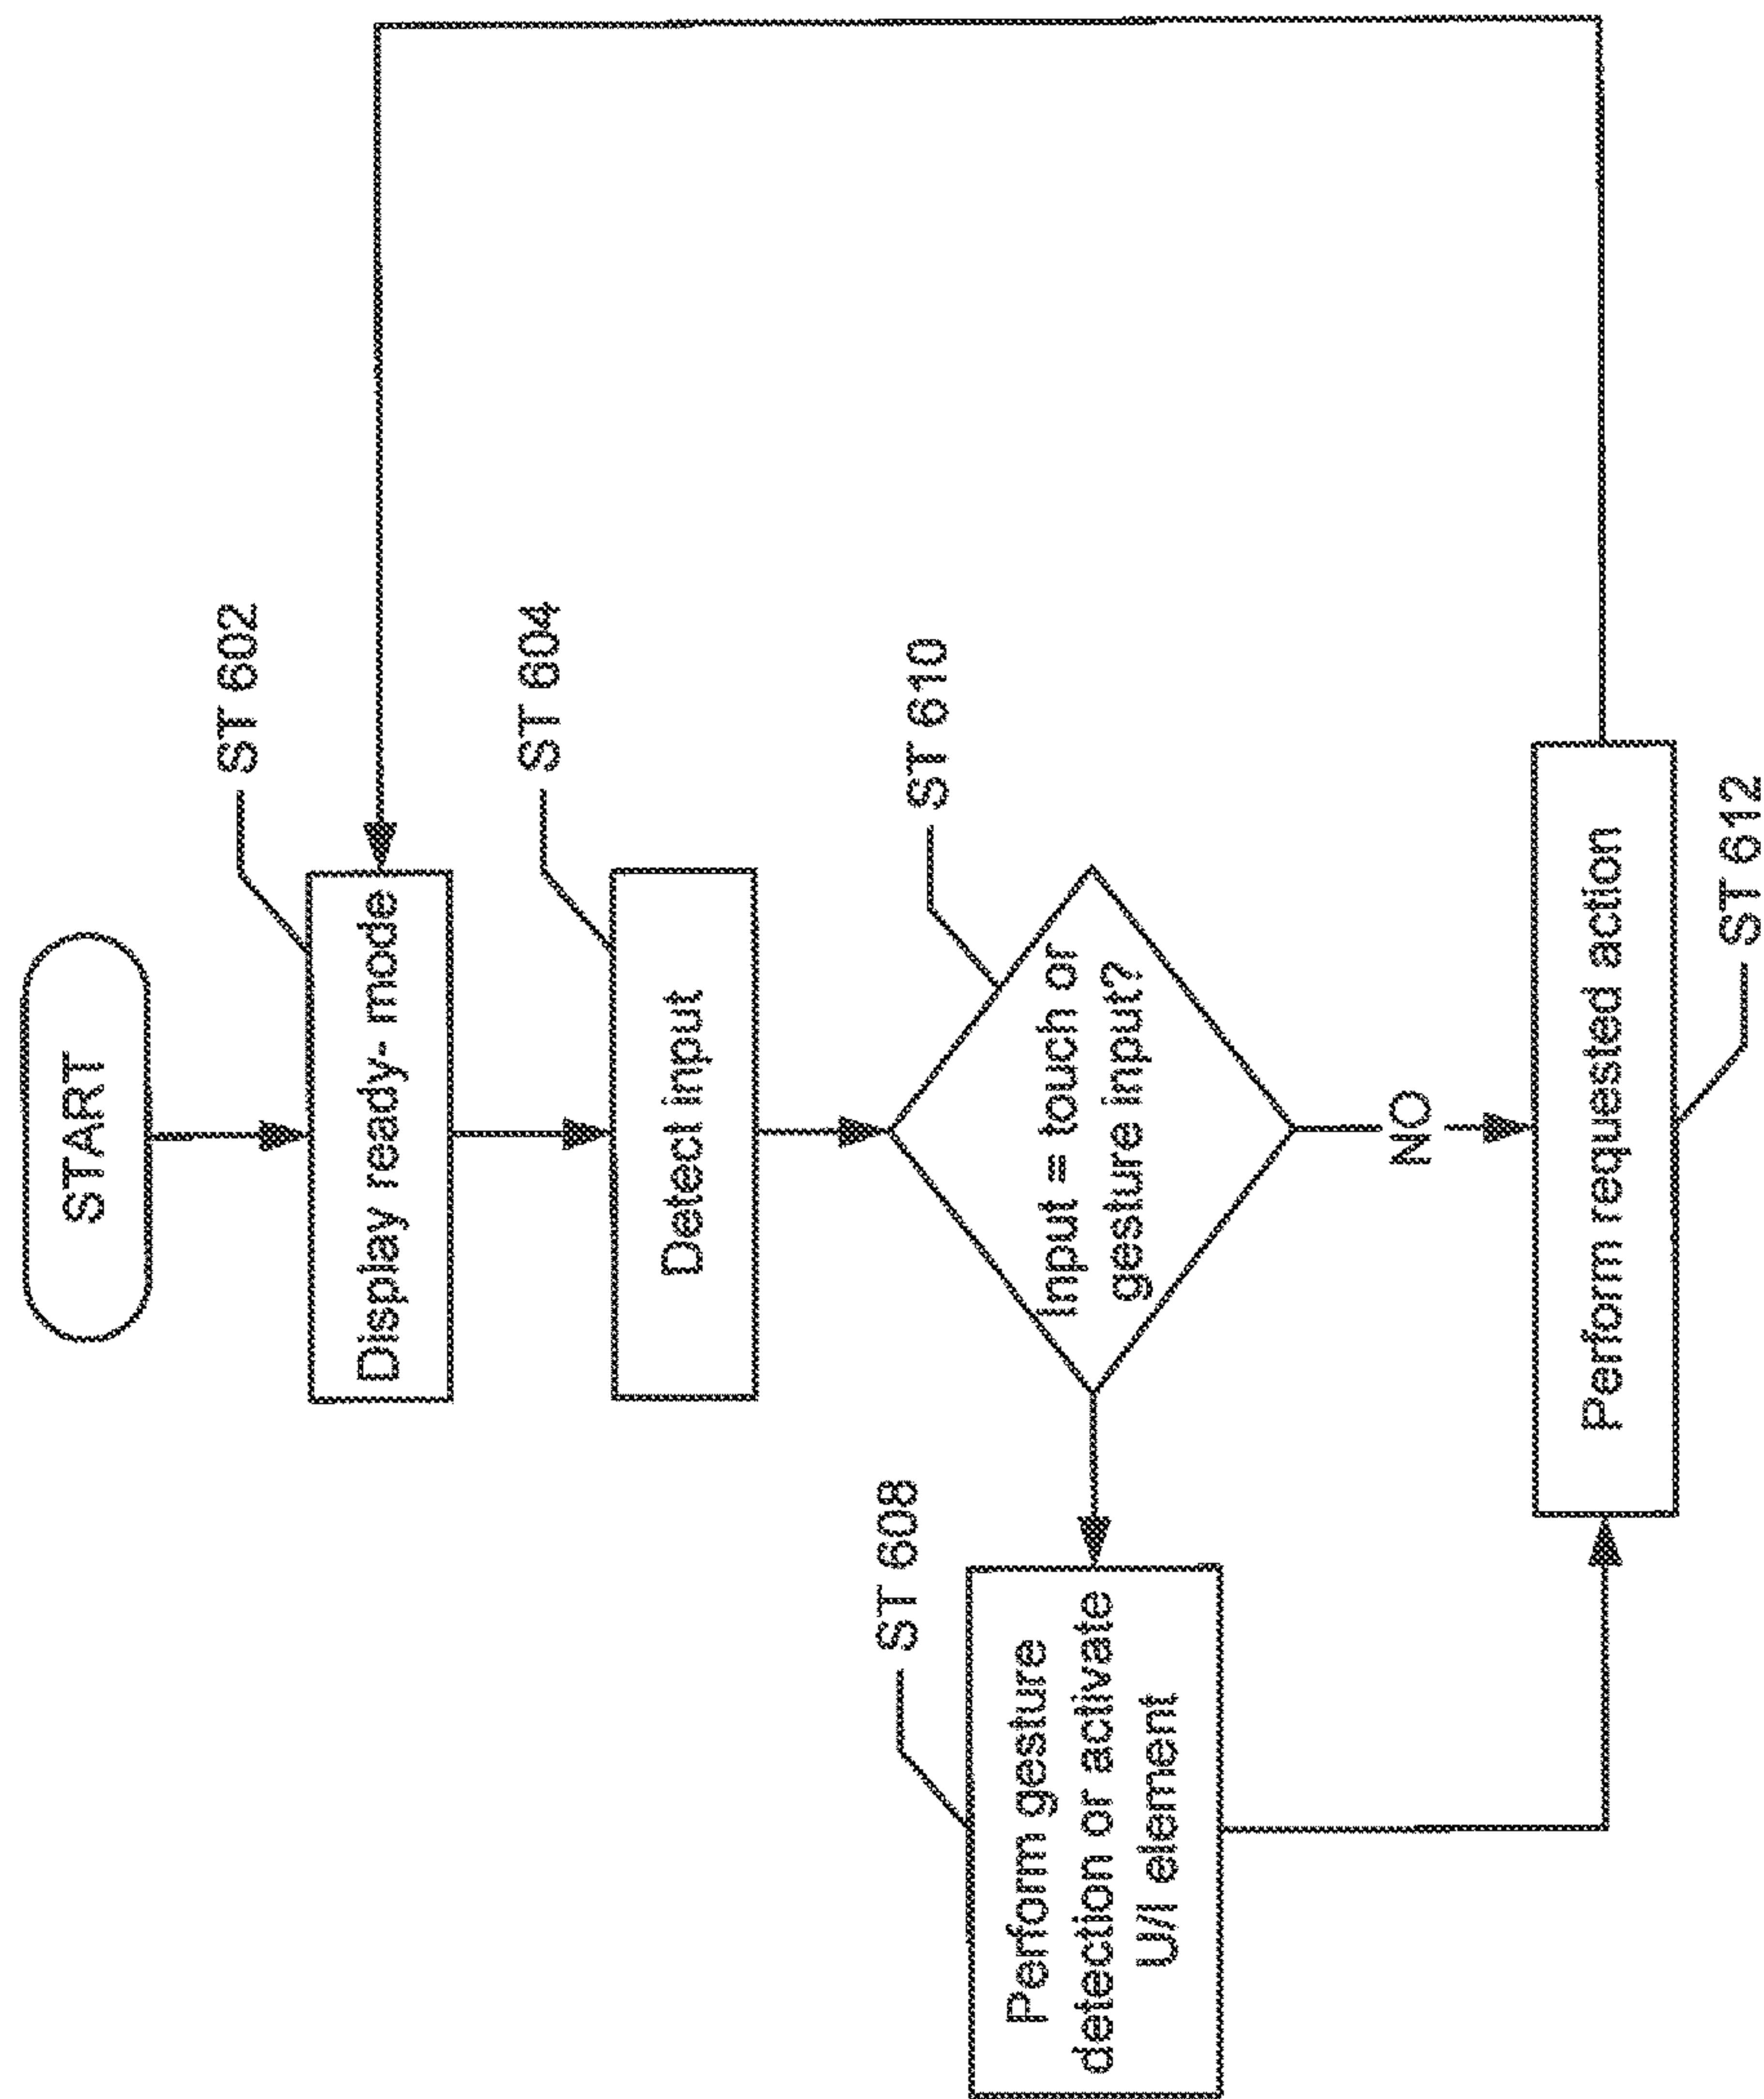 START
ST 602
Display ready- mode
ST 604
Detect input
ST 610
Input = touch or
gesture input?
ST 608
Perform gesture
detection or activate
U/I element
NO
Perform requested action
ST 612